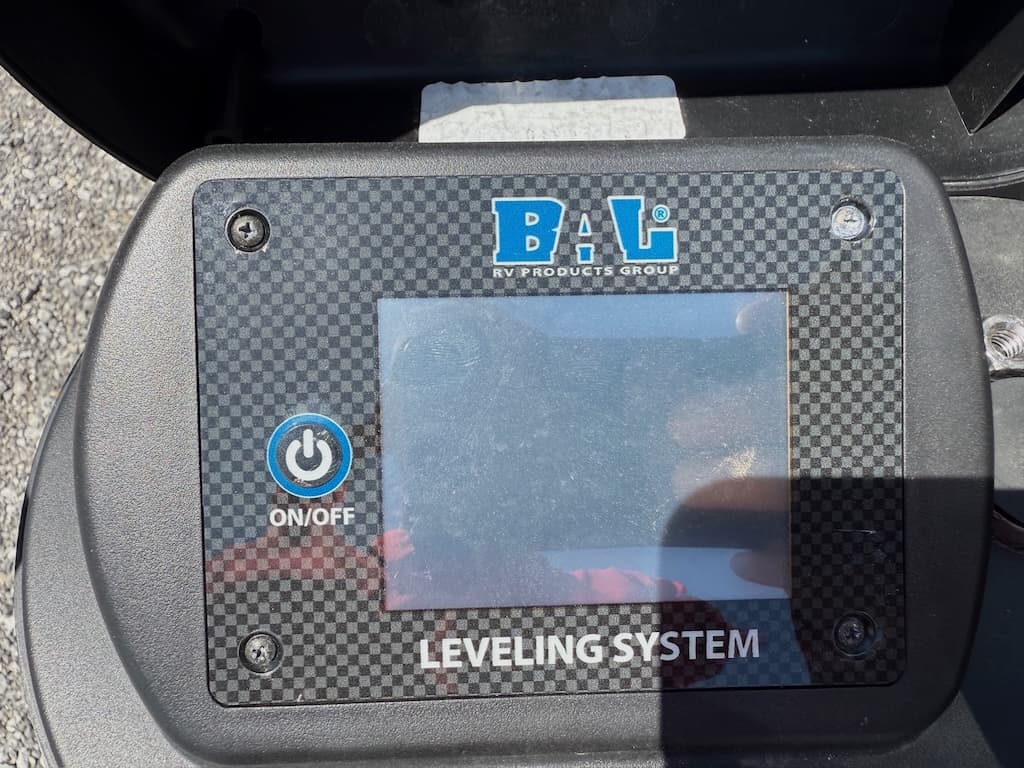 BAL®
RV PRODUCTS GROUP
ON/OFF
LEVELING SYSTEM